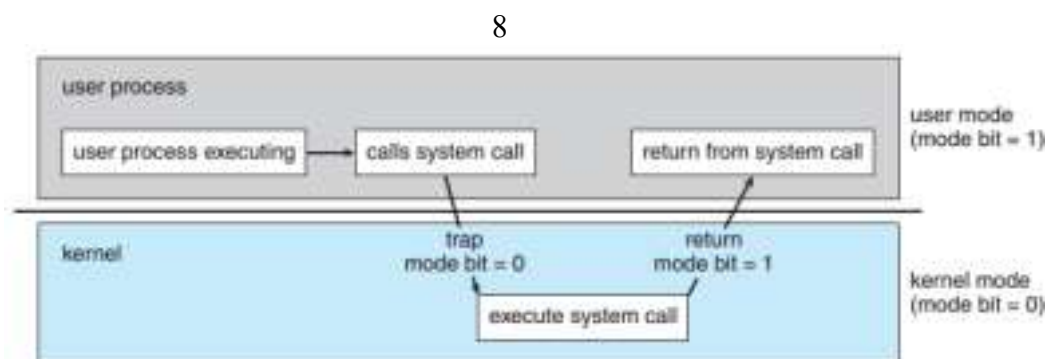 8
user process
user process executing
calls system call
return from system call
user mode
(mode bit = 1)
kernel
trap
mode bit = 0
return
mode bit = 1
execute system call
kernel mode
(mode bit = 0)